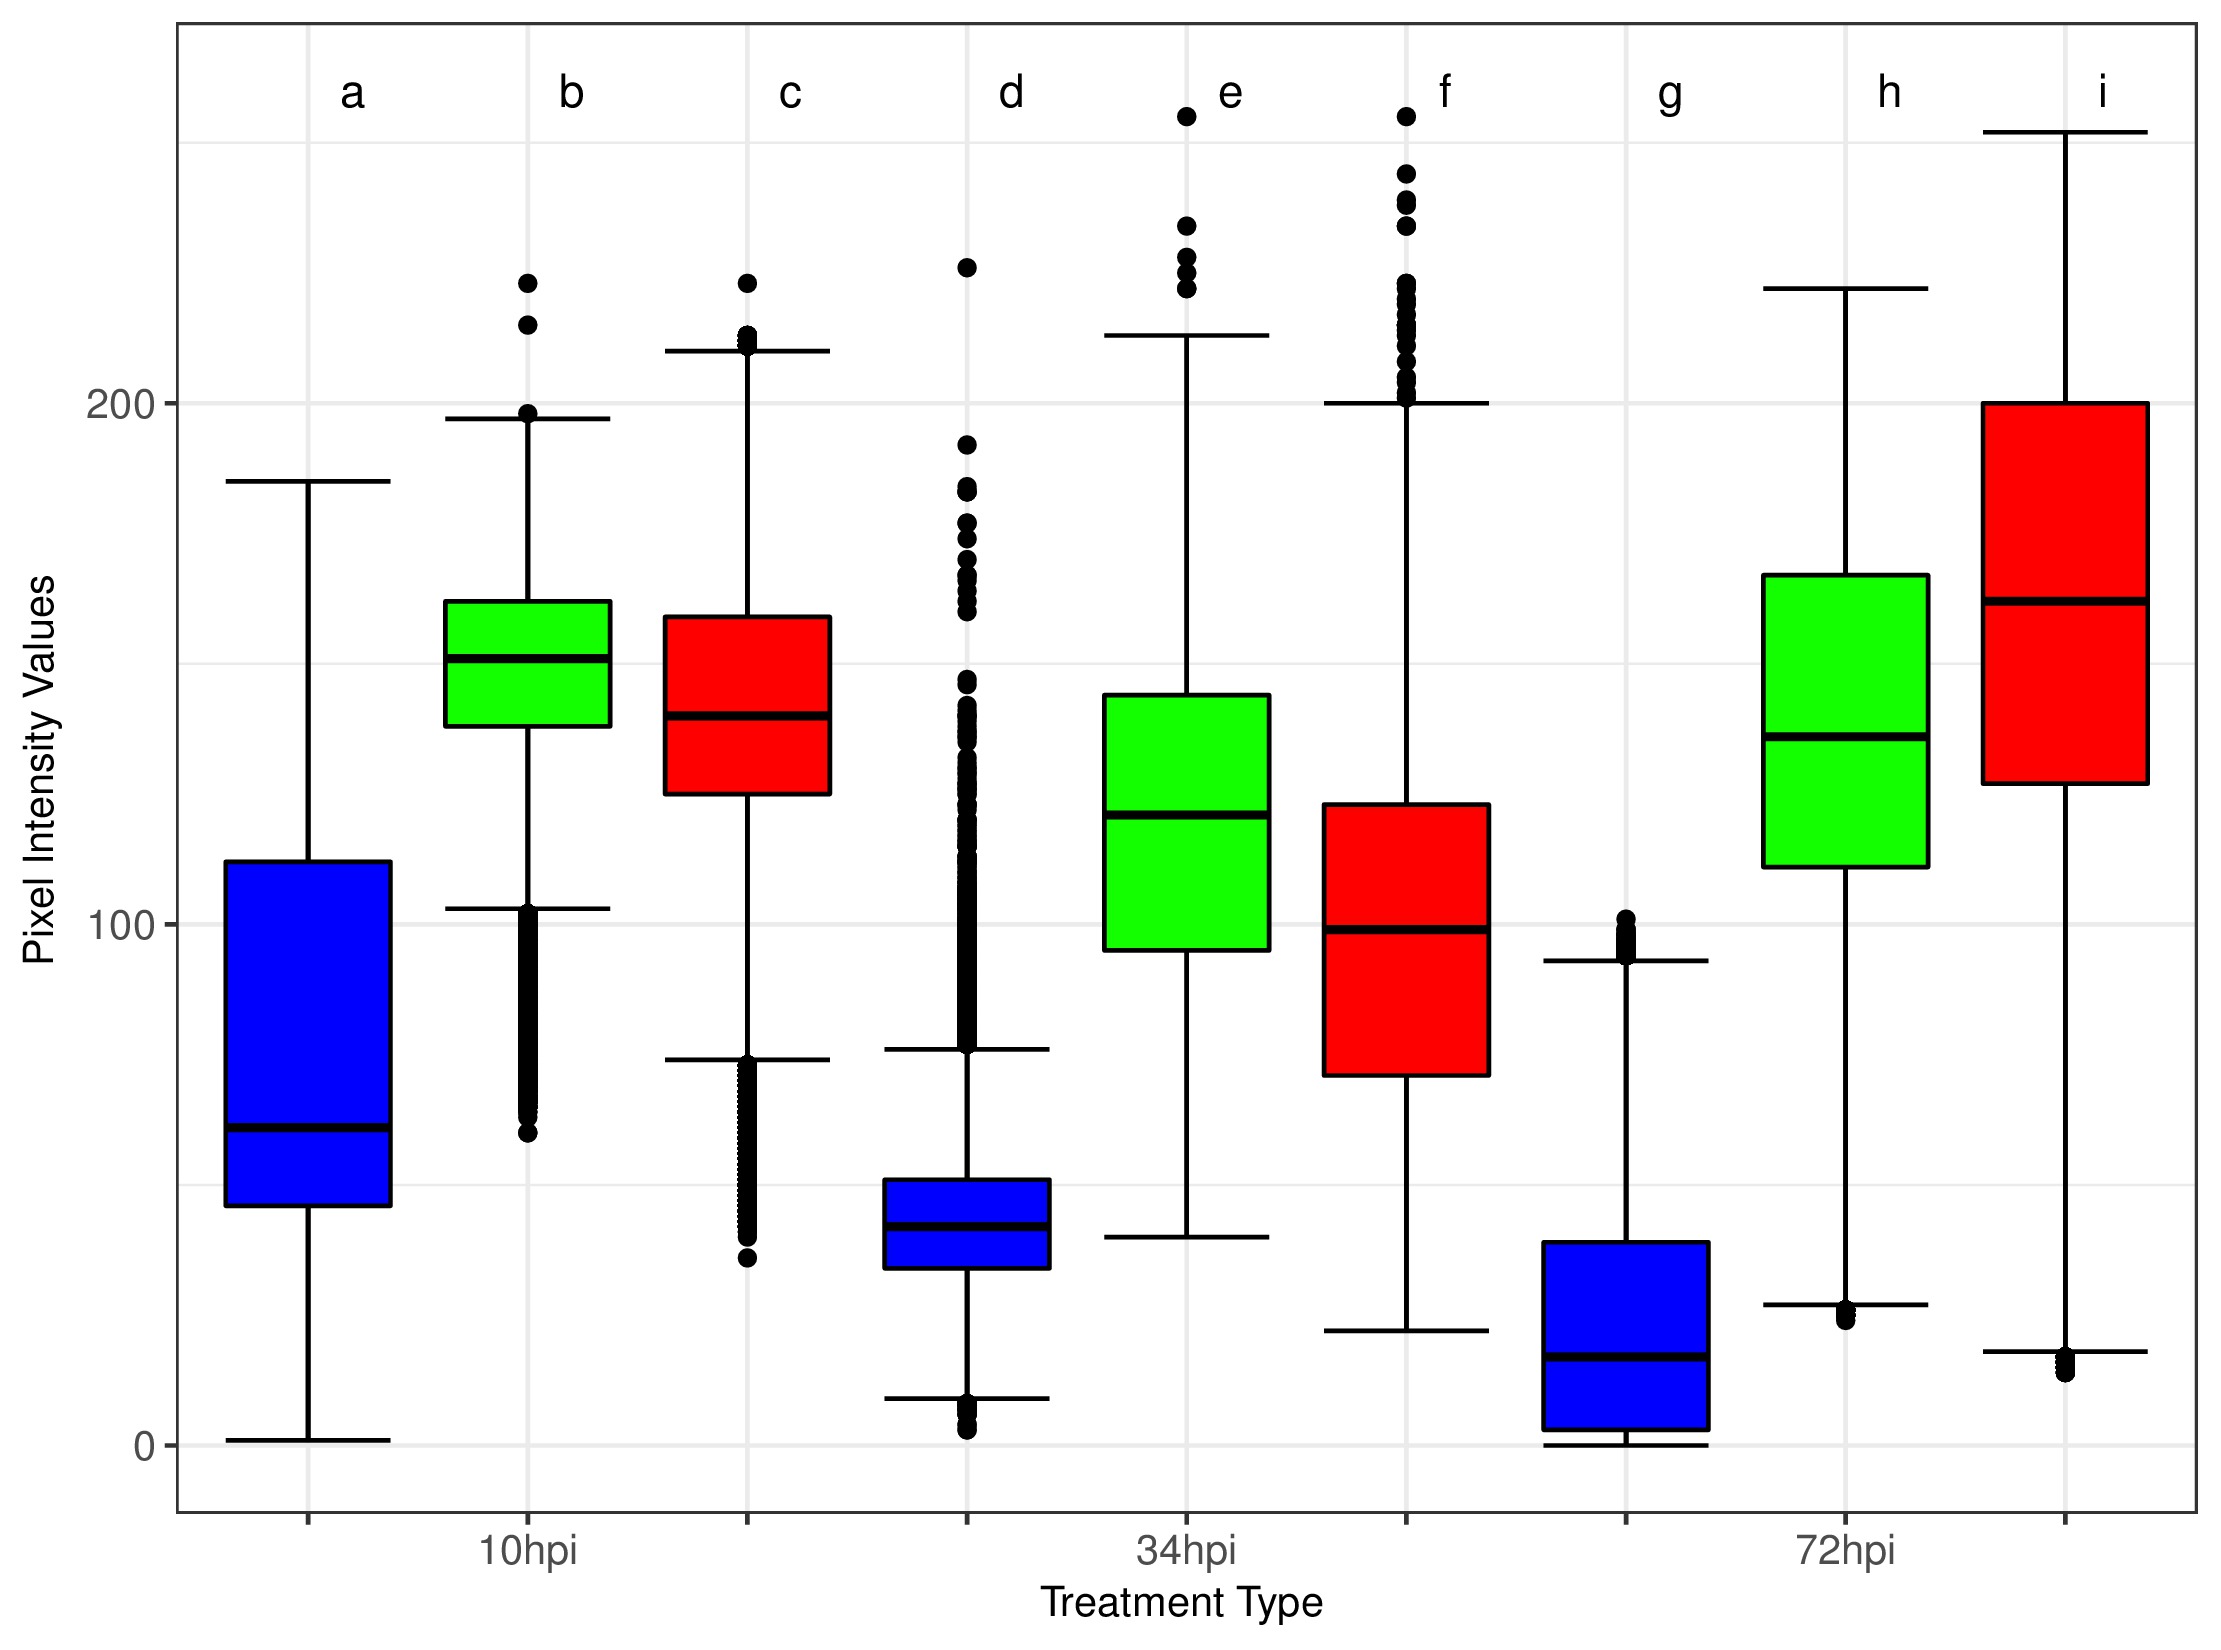 a b c d e f g h i
200
100
0
Pixel Intensity Values
10hpi 34hpi 72hpi
Treatment Type